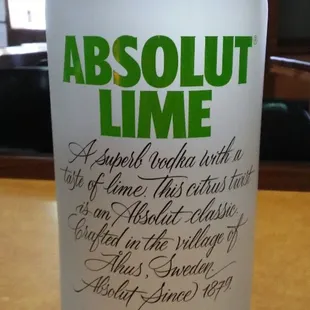 ABSOLUT
LIME
A superb vodka with a
taste of lime. This citrus twist
is an Absolut classic.
Crafted in the village of
Åhus, Sweden
Absolut Since 1879.